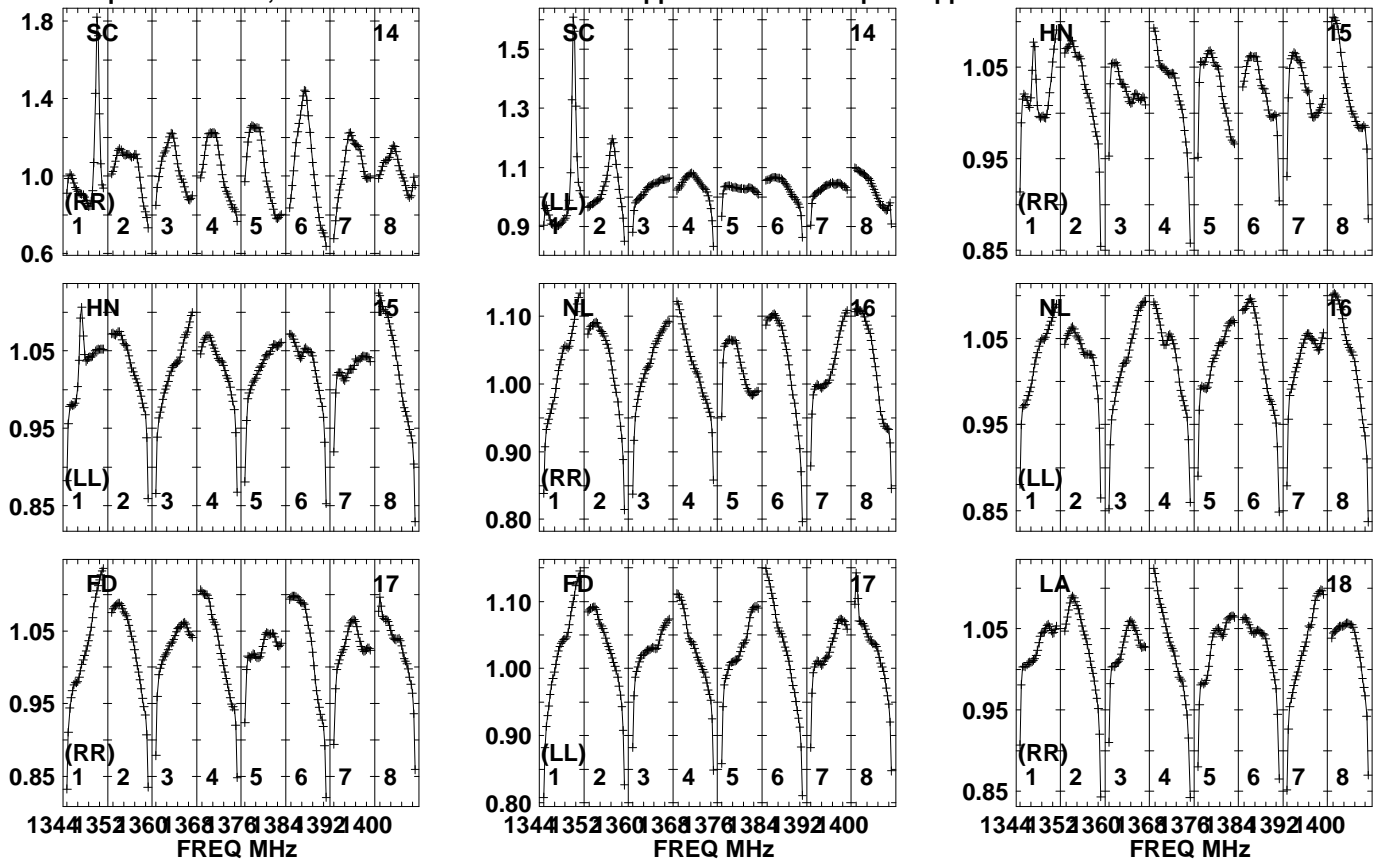 SC 14
1.8
1.4
1.0
0.6
(RR)
1 2 3 4 5 6 7 8
SC 14
1.5
1.3
1.1
0.9
(LL)
1 2 3 4 5 6 7 8
HN 15
1.05
0.95
0.85
(RR)
1 2 3 4 5 6 7 8
HN 15
1.05
0.95
0.85
(LL)
1 2 3 4 5 6 7 8
NL 16
1.10
1.00
0.90
0.80
(RR)
1 2 3 4 5 6 7 8
NL 16
1.05
0.95
0.85
(LL)
1 2 3 4 5 6 7 8
FD 17
1.05
0.95
0.85
(RR)
1 2 3 4 5 6 7 8
1344 1352 1360 1368 1376 1384 1392 1400
FREQ MHz
FD 17
1.10
1.00
0.90
0.80
(LL)
1 2 3 4 5 6 7 8
1344 1352 1360 1368 1376 1384 1392 1400
FREQ MHz
LA 18
1.05
0.95
0.85
(RR)
1 2 3 4 5 6 7 8
1344 1352 1360 1368 1376 1384 1392 1400
FREQ MHz